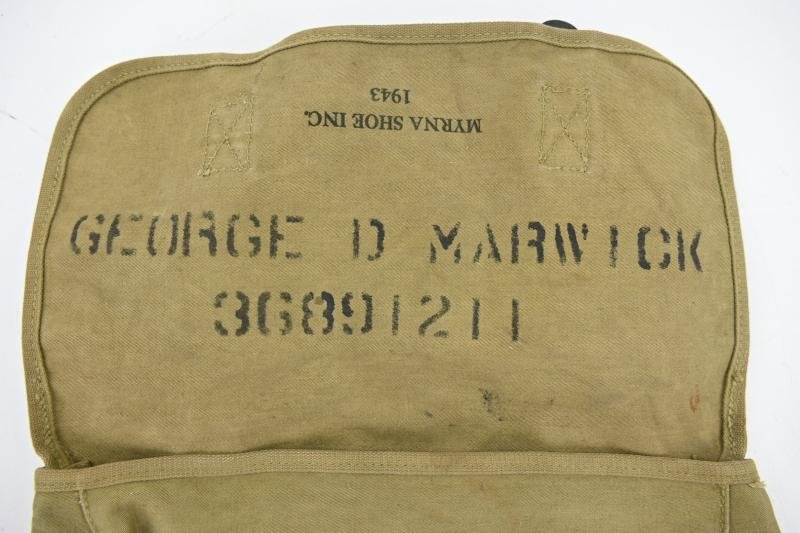 MYRNA SHOE INC.
1943
GEORGE D MARWICK
36891211